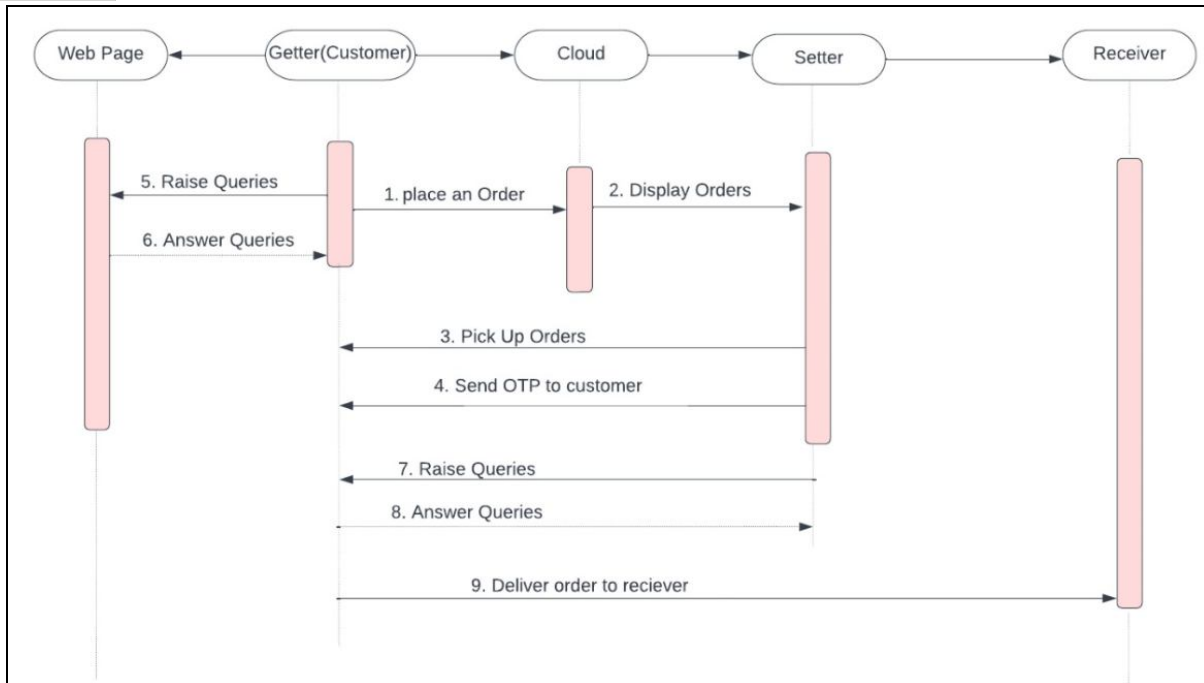 Web Page
Getter(Customer)
Cloud
Setter
Receiver
5. Raise Queries
1. place an Order
2. Display Orders
6. Answer Queries
3. Pick Up Orders
4. Send OTP to customer
7. Raise Queries
8. Answer Queries
9. Deliver order to reciever